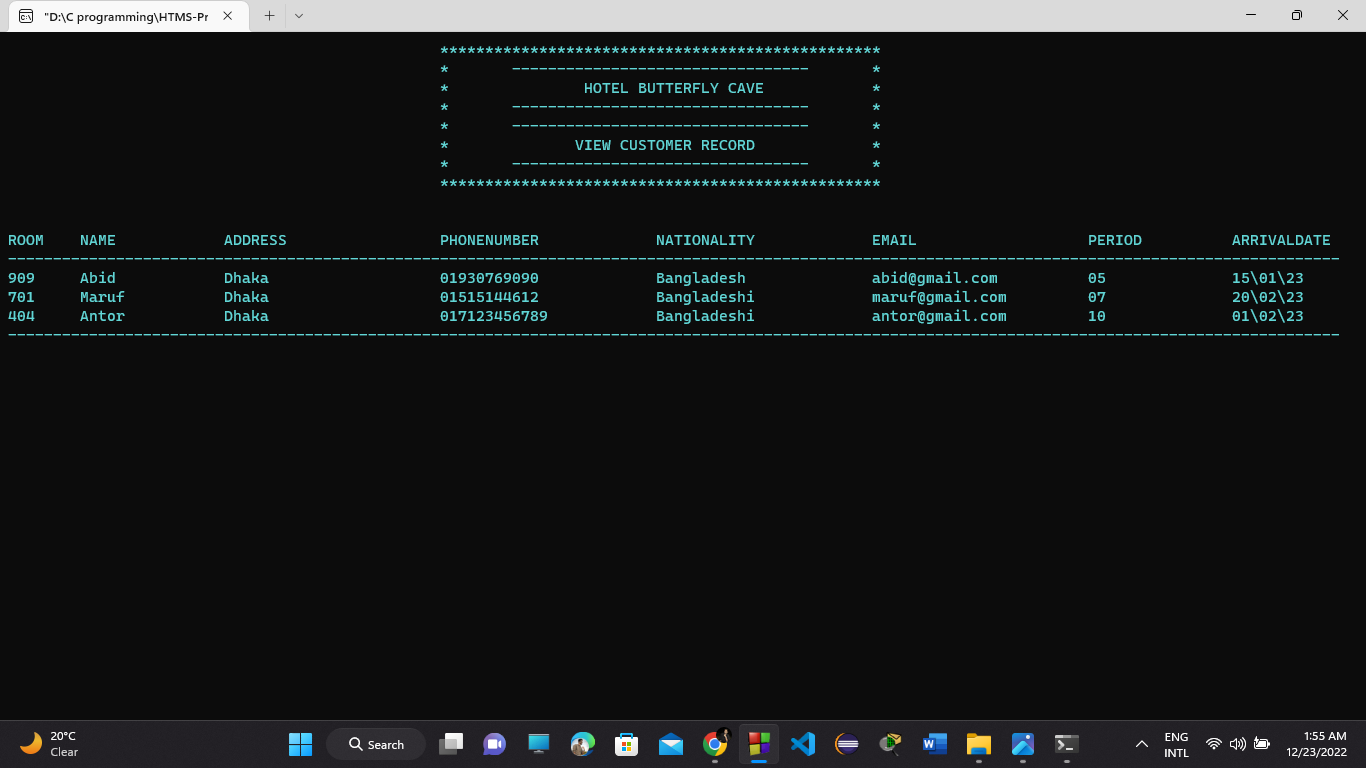 "D:\C programming\HTMS-Pr
*************************************************
* --------------------------------- *
* HOTEL BUTTERFLY CAVE *
* --------------------------------- *
* --------------------------------- *
* VIEW CUSTOMER RECORD *
* --------------------------------- *
*************************************************
ROOM NAME ADDRESS PHONENUMBER NATIONALITY EMAIL PERIOD ARRIVALDATE
----------------------------------------------------------------------------------------------------------------------------------------------------
909 Abid Dhaka 01930769090 Bangladesh abid@gmail.com 05 15\01\23
701 Maruf Dhaka 01515144612 Bangladeshi maruf@gmail.com 07 20\02\23
404 Antor Dhaka 017123456789 Bangladeshi antor@gmail.com 10 01\02\23
----------------------------------------------------------------------------------------------------------------------------------------------------
20°C
Clear
Search
ENG
INTL
1:55 AM
12/23/2022